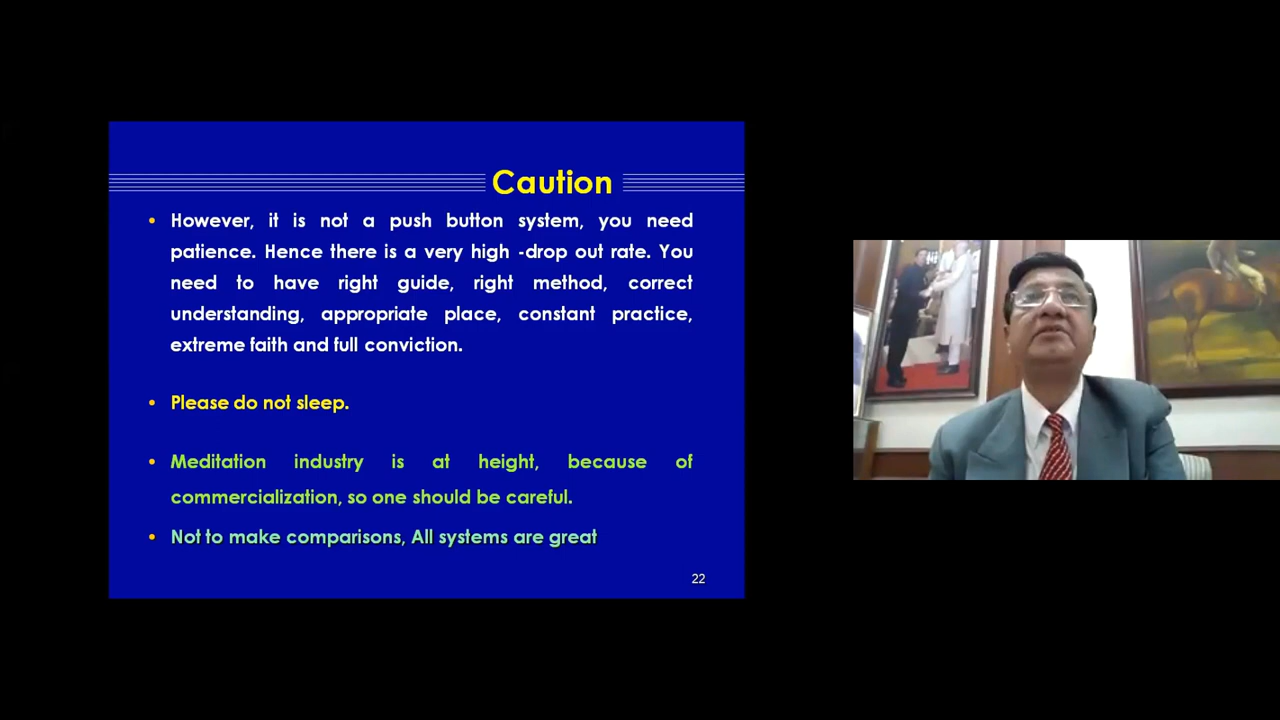 Caution
• However, it is not a push button system, you need
patience. Hence there is a very high -drop out rate. You
need to have right guide, right method, correct
understanding, appropriate place, constant practice,
extreme faith and full conviction.
• Please do not sleep.
• Meditation industry is at height, because of
commercialization, so one should be careful.
• Not to make comparisons, All systems are great
22